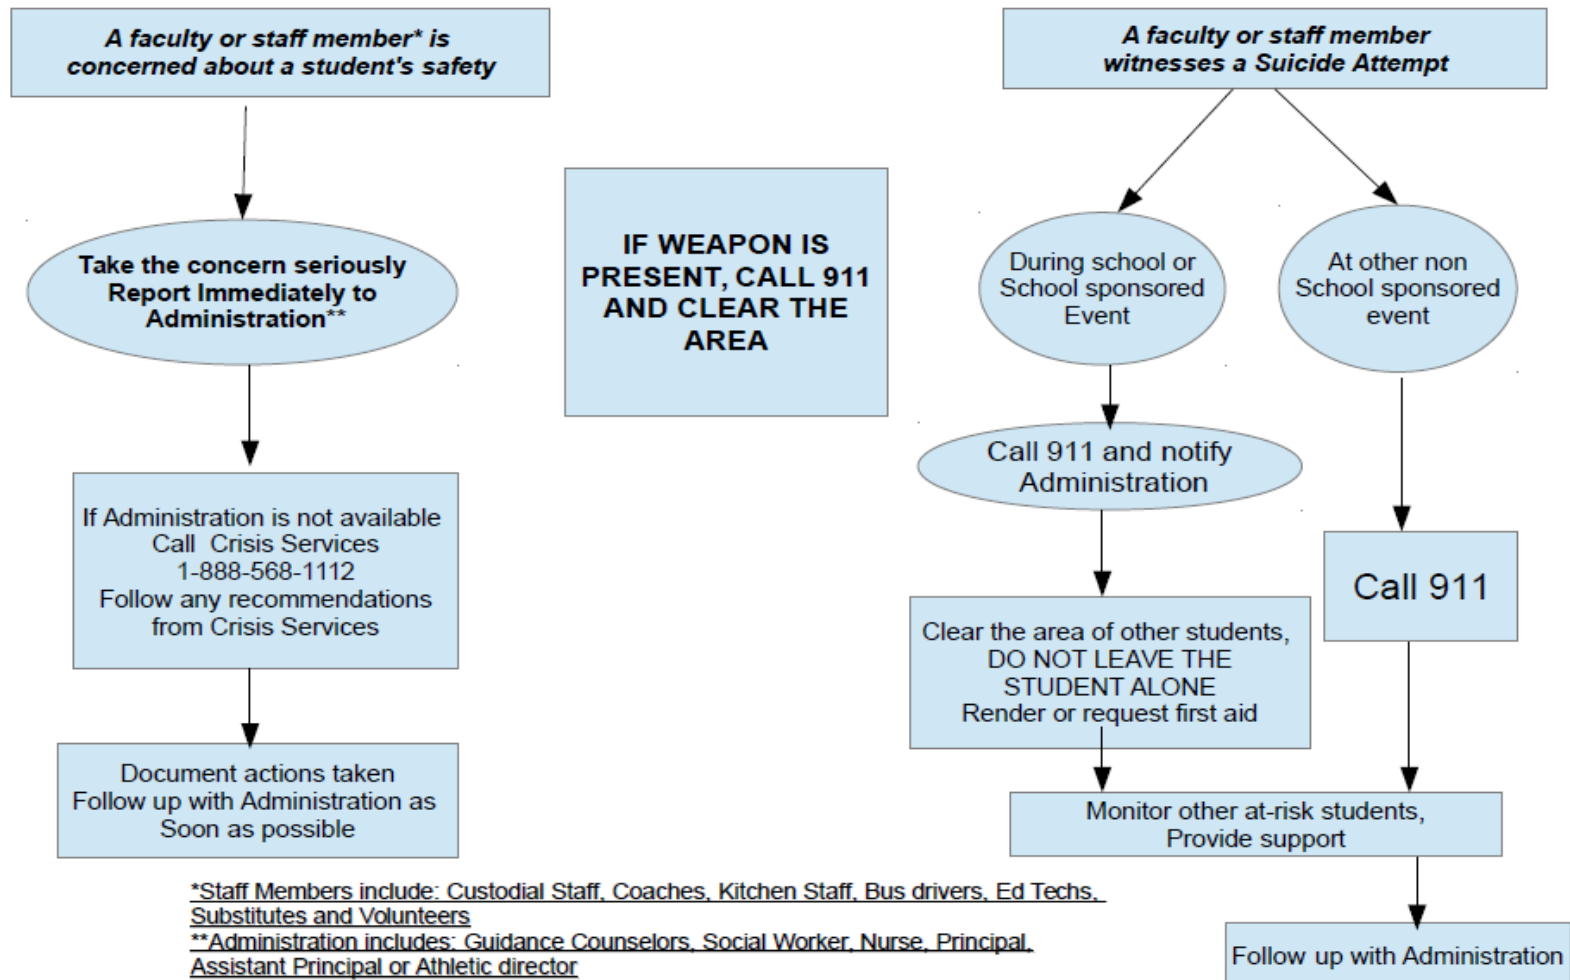 A faculty or staff member* is
concerned about a student's safety
Take the concern seriously
Report Immediately to
Administration**
If Administration is not available
Call Crisis Services
1-888-568-1112
Follow any recommendations
from Crisis Services
Document actions taken
Follow up with Administration as
Soon as possible
IF WEAPON IS
PRESENT, CALL 911
AND CLEAR THE
AREA
A faculty or staff member
witnesses a Suicide Attempt
During school or
School sponsored
Event
At other non
School sponsored
event
Call 911 and notify
Administration
Call 911
Clear the area of other students,
DO NOT LEAVE THE
STUDENT ALONE
Render or request first aid
Monitor other at-risk students,
Provide support
Follow up with Administration
*Staff Members include: Custodial Staff, Coaches, Kitchen Staff, Bus drivers, Ed Techs,
Substitutes and Volunteers
**Administration includes: Guidance Counselors, Social Worker, Nurse, Principal,
Assistant Principal or Athletic director